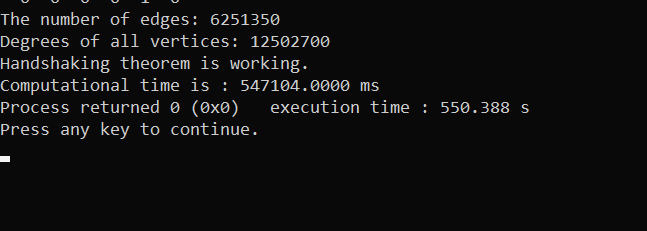 The number of edges: 6251350
Degrees of all vertices: 12502700
Handshaking theorem is working.
Computational time is : 547104.0000 ms
Process returned 0 (0x0)   execution time : 550.388 s
Press any key to continue.